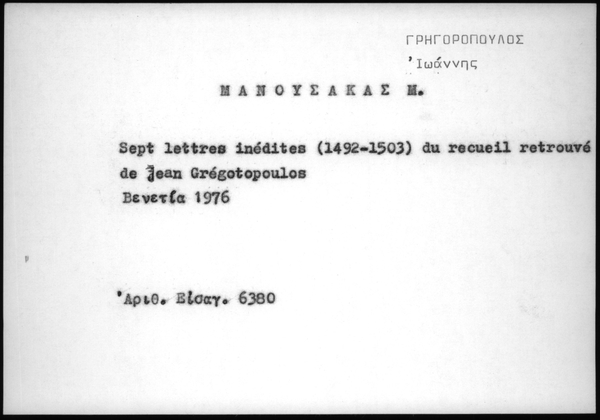 ΓΡΗΓΟΡΟΠΟΥΛΟΣ
'Ιωάννης
ΜΑΝΟΥΣΑΚΑΣ Μ.
Sept lettres inédites (1492-1503) du recueil retrouvé
de Jean Grégotopoulos
Βενετία 1976
'Αριθ. Εἰσαγ. 6380